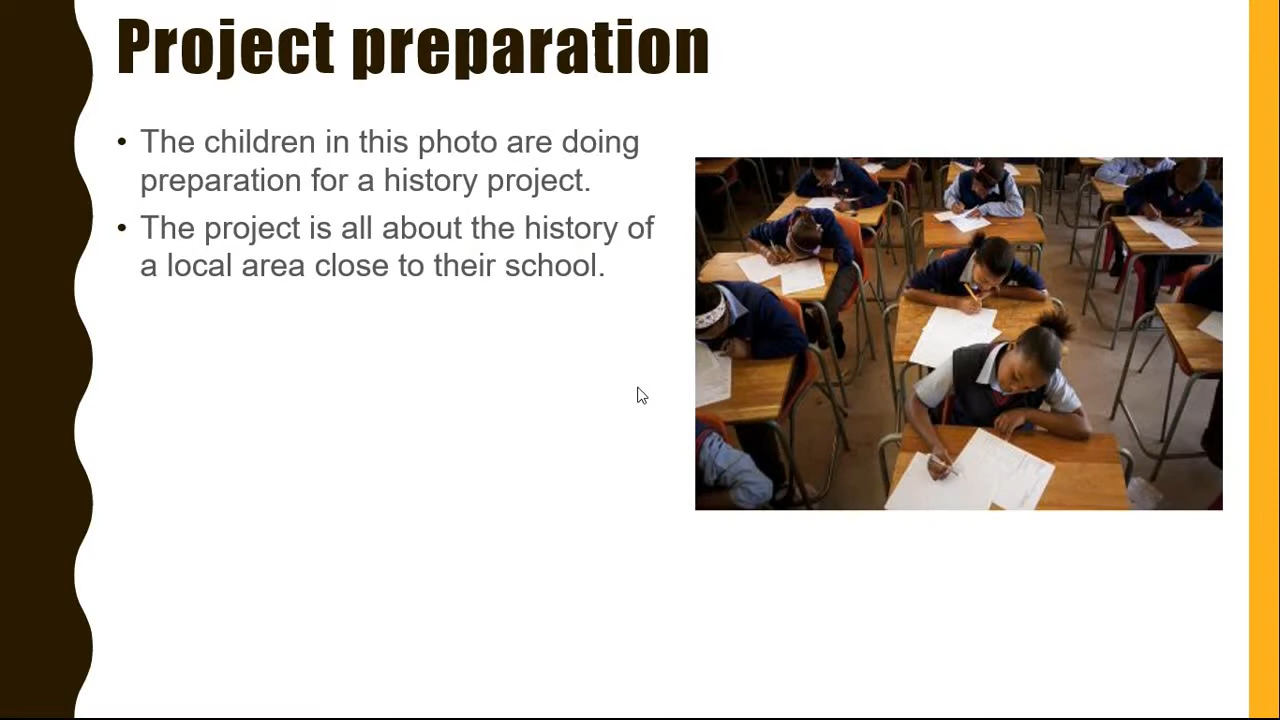 Project preparation
• The children in this photo are doing
preparation for a history project.
• The project is all about the history of
a local area close to their school.